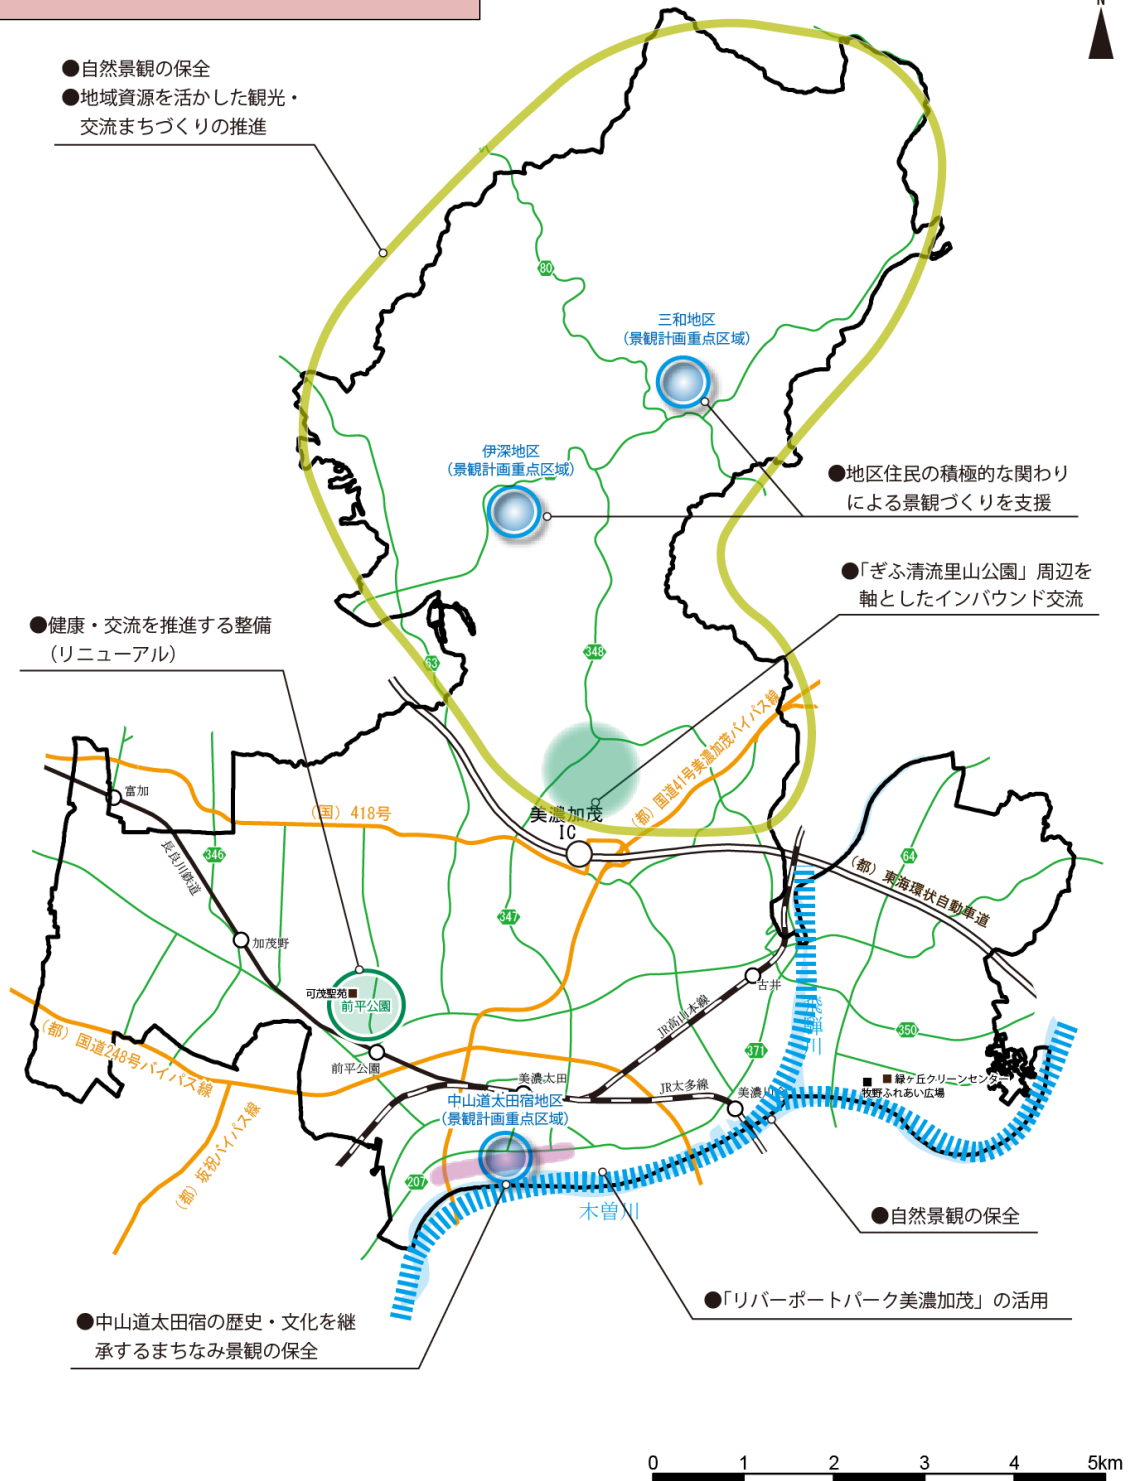 N
●自然景観の保全
●地域資源を活かした観光・
交流まちづくりの推進
80
三和地区
（景観計画重点区域）
伊深地区
（景観計画重点区域）
●地区住民の積極的な関わり
による景観づくりを支援
●「ぎふ清流里山公園」周辺を
軸としたインバウンド交流
●健康・交流を推進する整備
（リニューアル）
348
63
（都）国道41号美濃加茂バイパス線
富加
（国）418号
美濃加茂
IC
長良川鉄道
346
64
（都）東海環状自動車道
347
加茂野
古井
可茂聖苑
前平公園
飛騨川
JR高山本線
350
（都）国道248号バイパス線
前平公園
371
美濃太田
JR太多線
緑ヶ丘クリーンセンター
牧野ふれあい広場
美濃川
中山道太田宿地区
（景観計画重点区域）
（都）坂祝バイパス線
207
木曽川
●自然景観の保全
●「リバーポートパーク美濃加茂」の活用
●中山道太田宿の歴史・文化を継
承するまちなみ景観の保全
0 1 2 3 4 5km